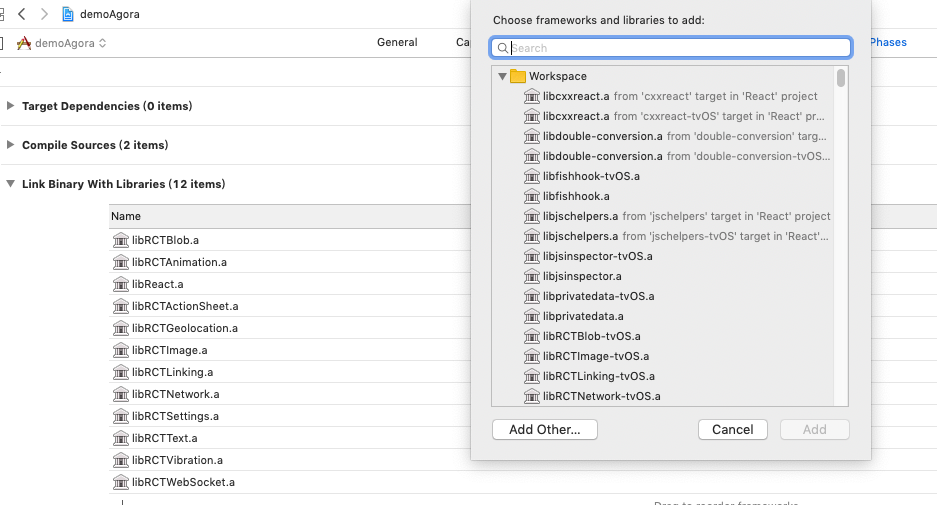 demoAgora
demoAgora
General
Ca
Phases
Target Dependencies (0 items)
Compile Sources (2 items)
Link Binary With Libraries (12 items)
Name
libRCTBlob.a
libRCTAnimation.a
libReact.a
libRCTActionSheet.a
libRCTGeolocation.a
libRCTImage.a
libRCTLinking.a
libRCTNetwork.a
libRCTSettings.a
libRCTText.a
libRCTVibration.a
libRCTWebSocket.a
Choose frameworks and libraries to add:
Search
Workspace
libcxxreact.a from 'cxxreact' target in 'React' project
libcxxreact.a from 'cxxreact-tvOS' target in 'React' pr...
libdouble-conversion.a from 'double-conversion' targ...
libdouble-conversion.a from 'double-conversion-tvOS...
libfishhook-tvOS.a
libfishhook.a
libjschelpers.a from 'jschelpers' target in 'React' project
libjschelpers.a from 'jschelpers-tvOS' target in 'React'...
libjsinspector-tvOS.a
libjsinspector.a
libprivatedata-tvOS.a
libprivatedata.a
libRCTBlob-tvOS.a
libRCTImage-tvOS.a
libRCTLinking-tvOS.a
libRCTNetwork-tvOS.a
Add Other...
Cancel
Add
Drag to reorder frameworks